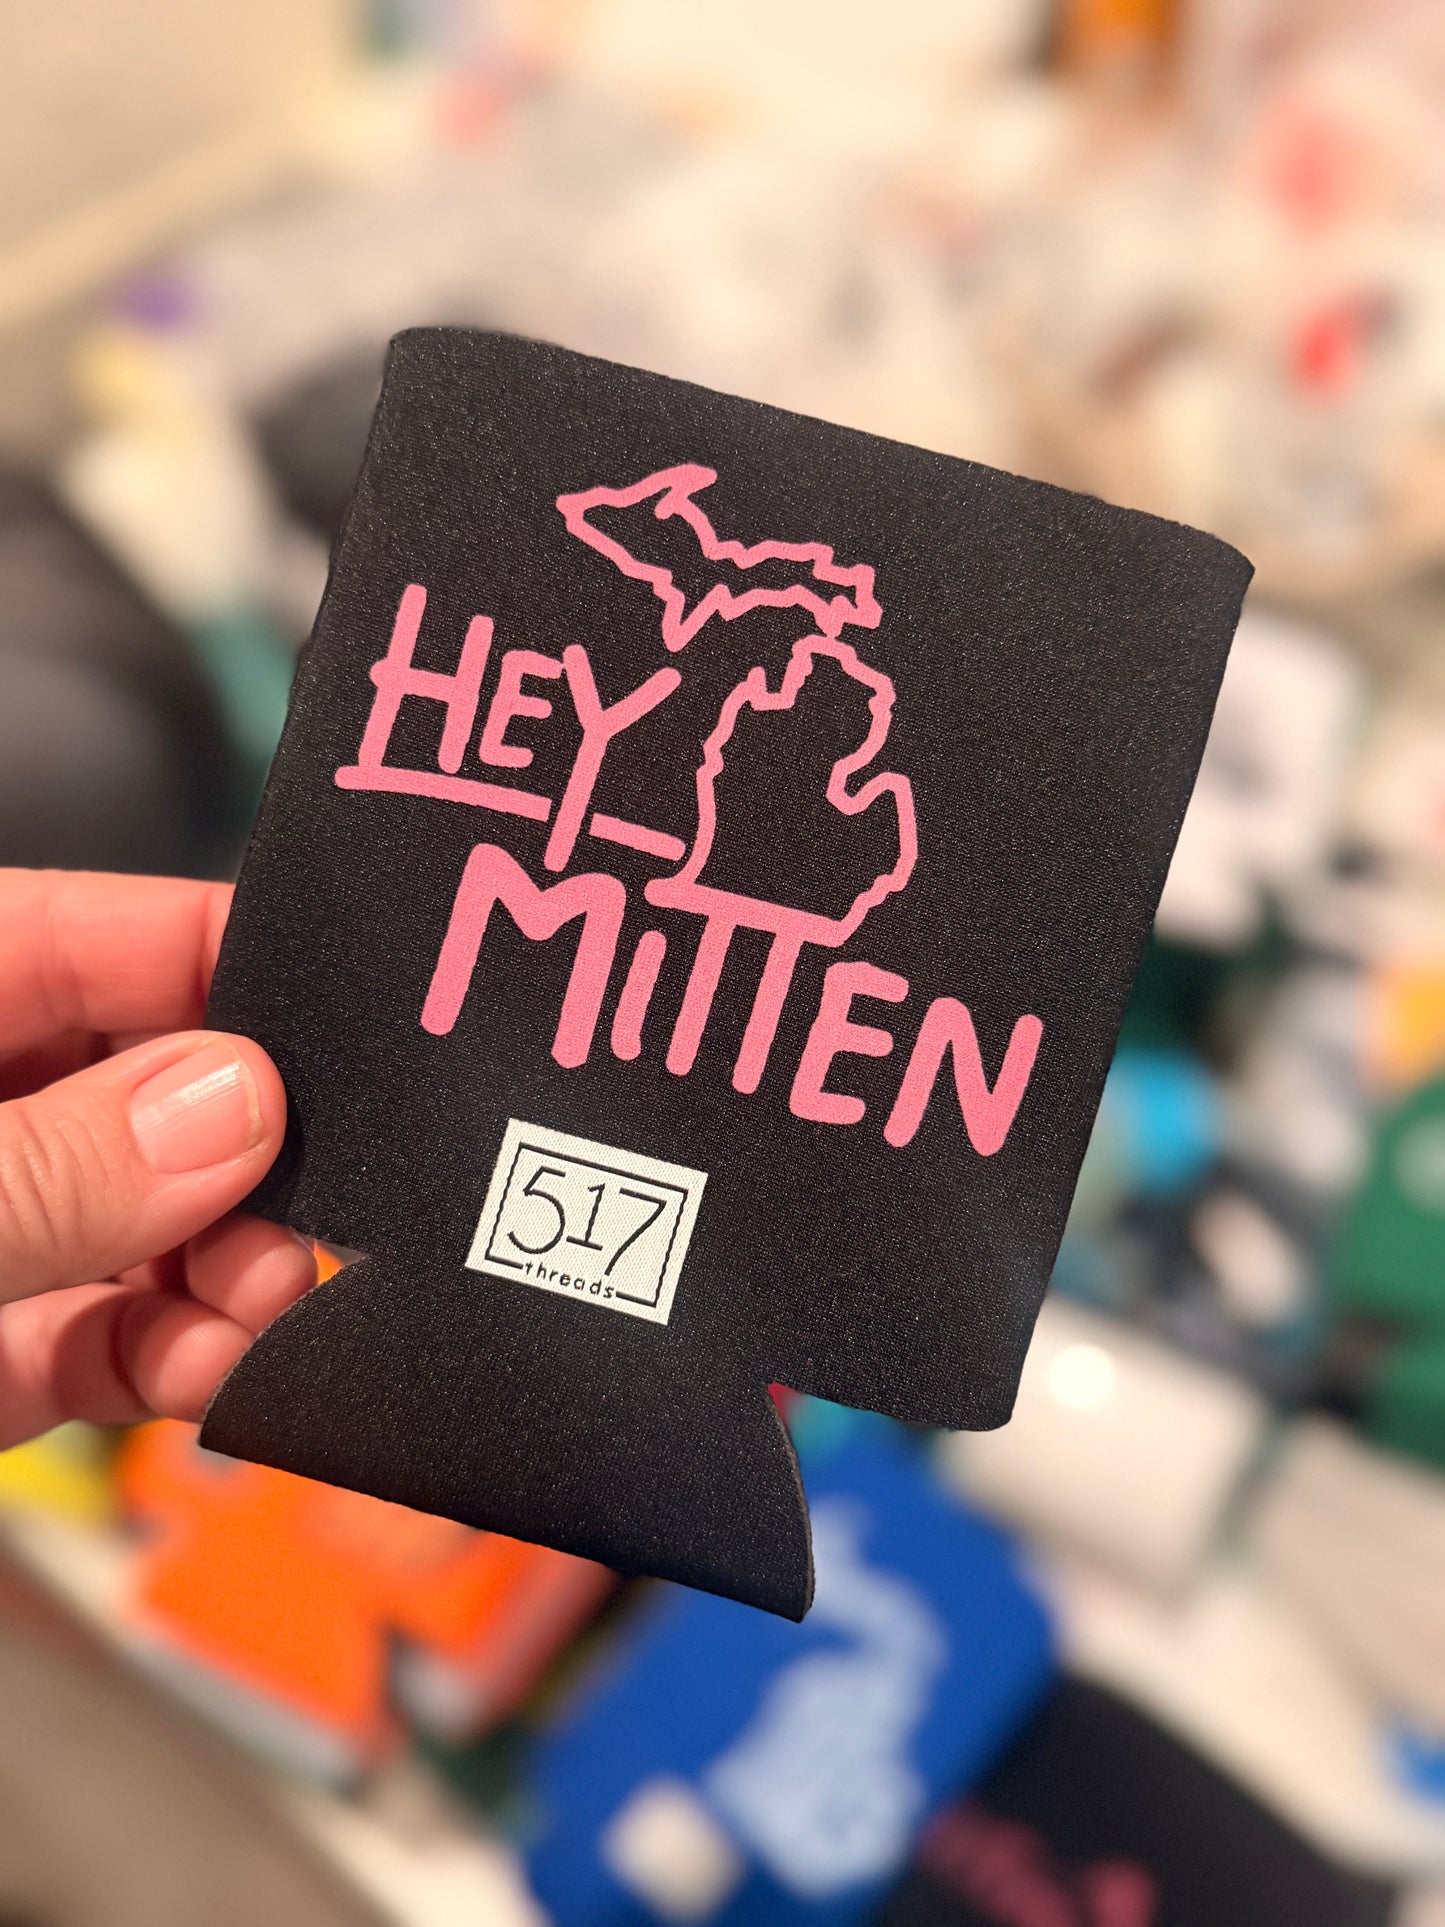 HEY
MITTEN
517
threads